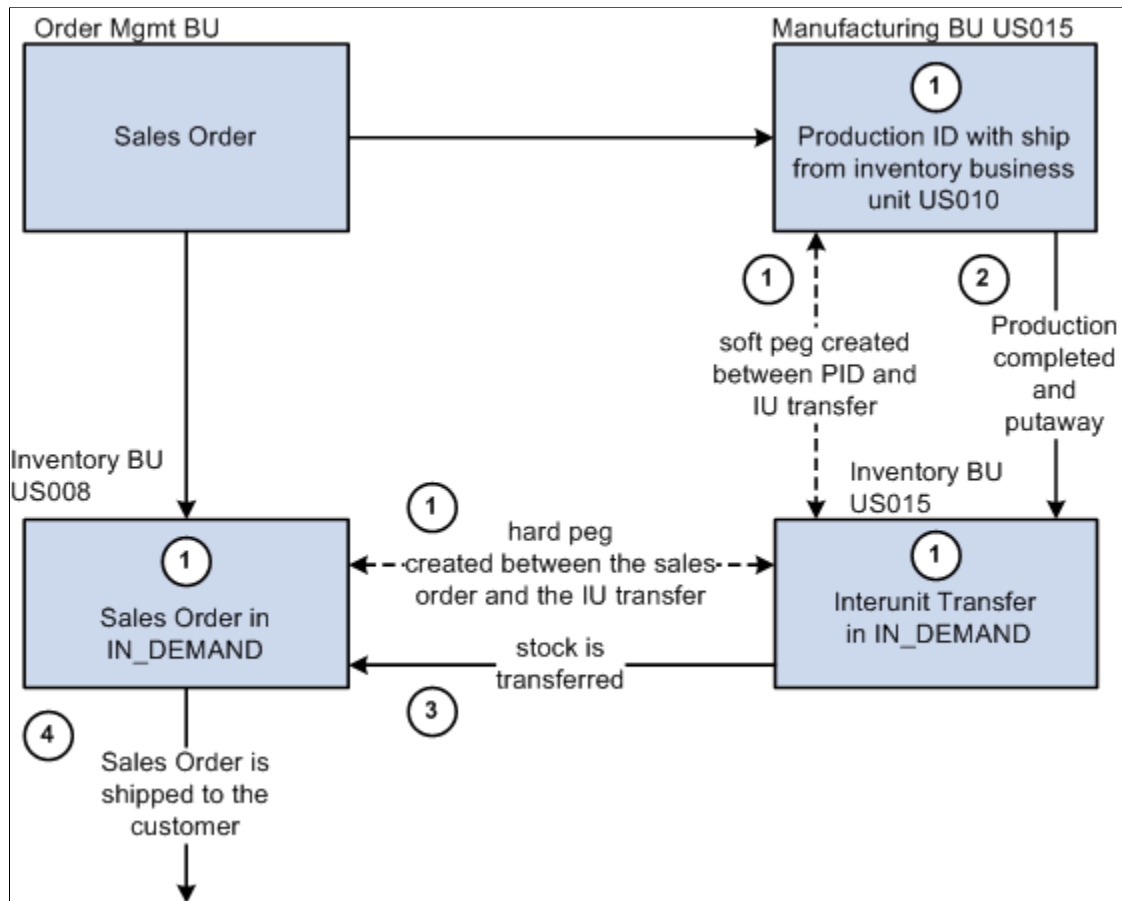 Order Mgmt BU
Manufacturing BU US015
Sales Order
1
Production ID with ship
from inventory business
unit US010
1
2
soft peg created
between PID and
IU transfer
Production
completed
and
putaway
Inventory BU
US008
Inventory BU
US015
1
hard peg
created between the sales
order and the IU transfer
1
Sales Order in
IN_DEMAND
1
Interunit Transfer
in IN_DEMAND
stock is
transferred
3
4
Sales Order is
shipped to the
customer